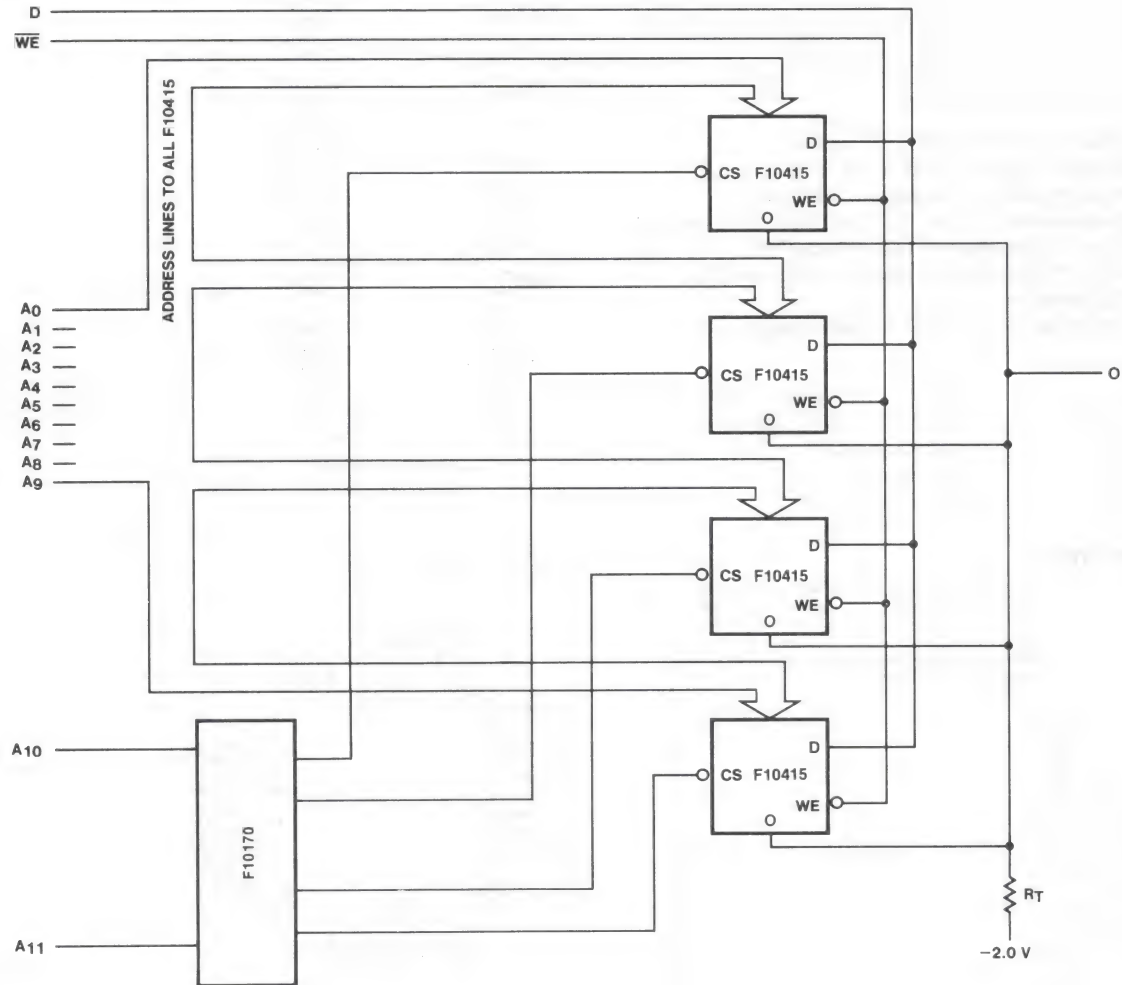 D
WE
ADDRESS LINES TO ALL F10415
D
CS F10415
WE
O
A0
A1
A2
A3
A4
A5
A6
A7
A8
A9
D
CS F10415
WE
O
O
D
CS F10415
WE
O
A10
D
CS F10415
WE
O
F10170
RT
A11
−2.0 V